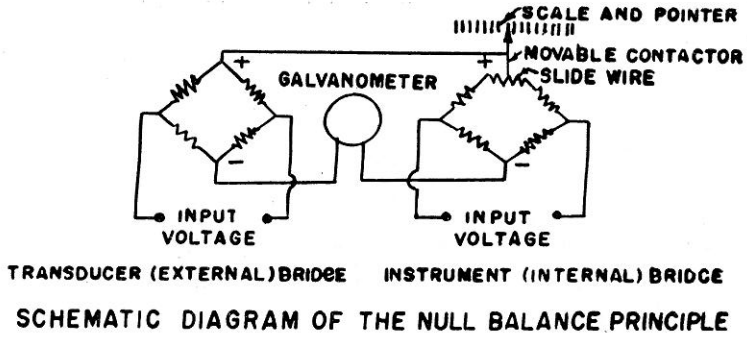 SCALE AND POINTER
+
+
MOVABLE CONTACTOR
GALVANOMETER
SLIDE WIRE
-
-
INPUT
VOLTAGE
INPUT
VOLTAGE
TRANSDUCER (EXTERNAL) BRIDGE
INSTRUMENT (INTERNAL) BRIDGE
SCHEMATIC DIAGRAM OF THE NULL BALANCE PRINCIPLE